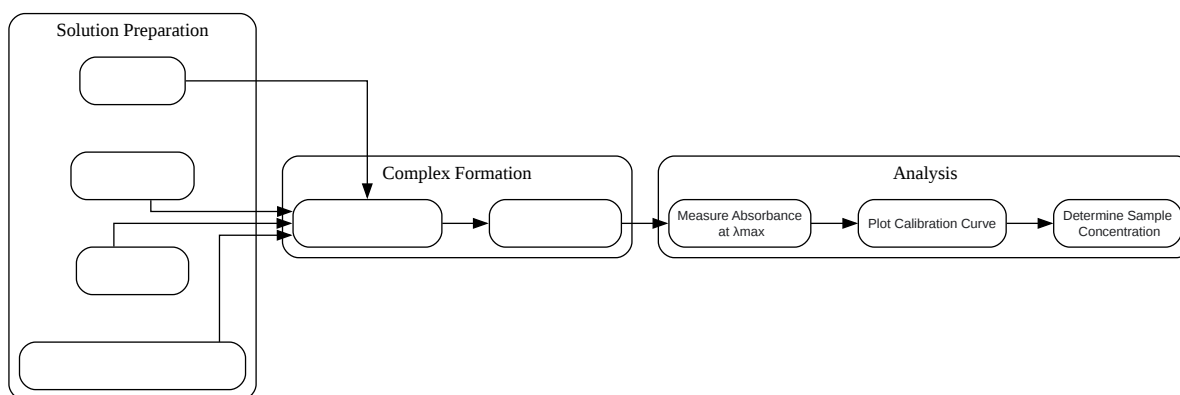 Solution Preparation
Complex Formation
Analysis
Measure Absorbance
at λmax
Plot Calibration Curve
Determine Sample
Concentration